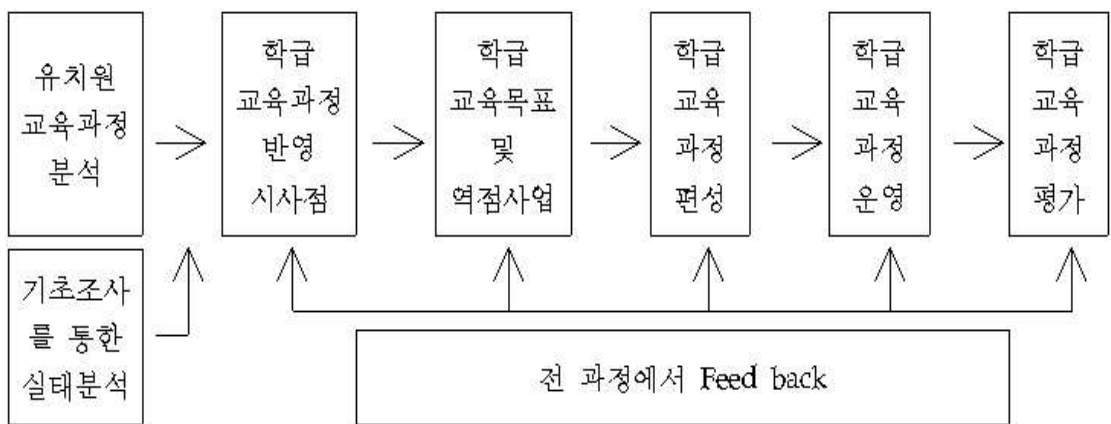 유치원
교육과정
분석
기초조사
를 통한
실태분석
학급
교육과정
반영
시사점
학급
교육목표
및
역점사업
학급
교육
과정
편성
학급
교육
과정
운영
학급
교육
과정
평가
전 과정에서 Feed back